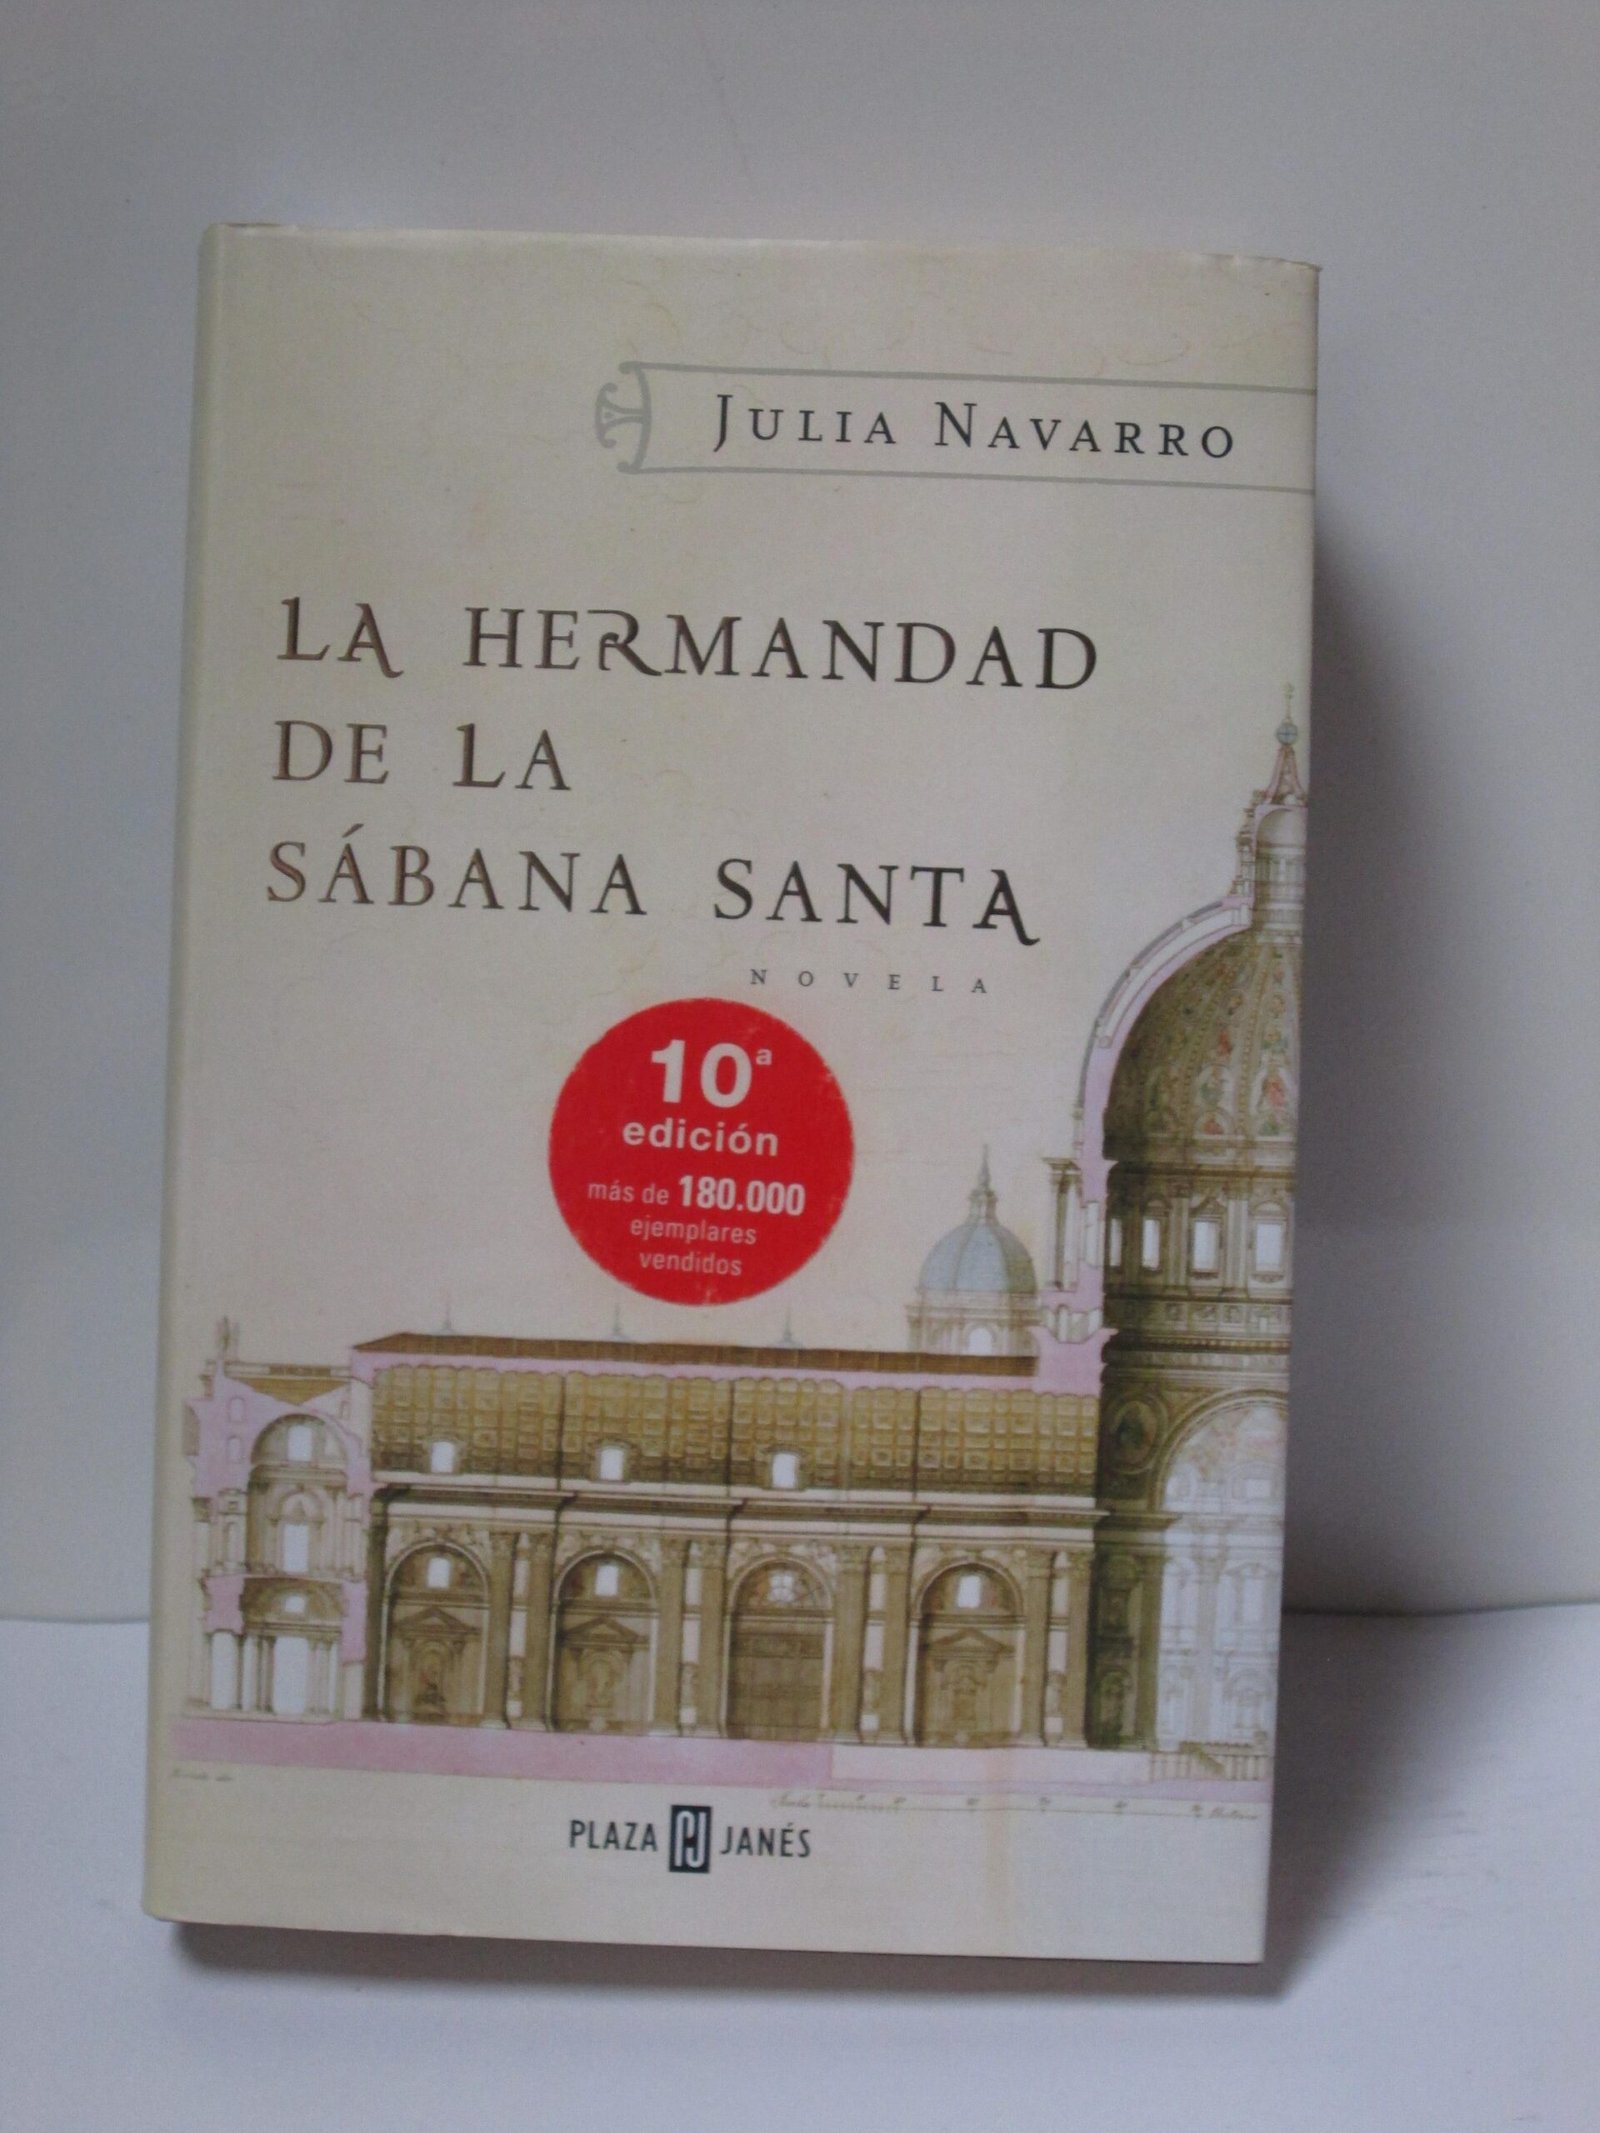 JULIA NAVARRO
LA HERMANDAD
DE LA
SÁBANA SANTA
NOVELA
10ª
edición
más de 180.000
ejemplares
vendidos
PLAZA JANÉS